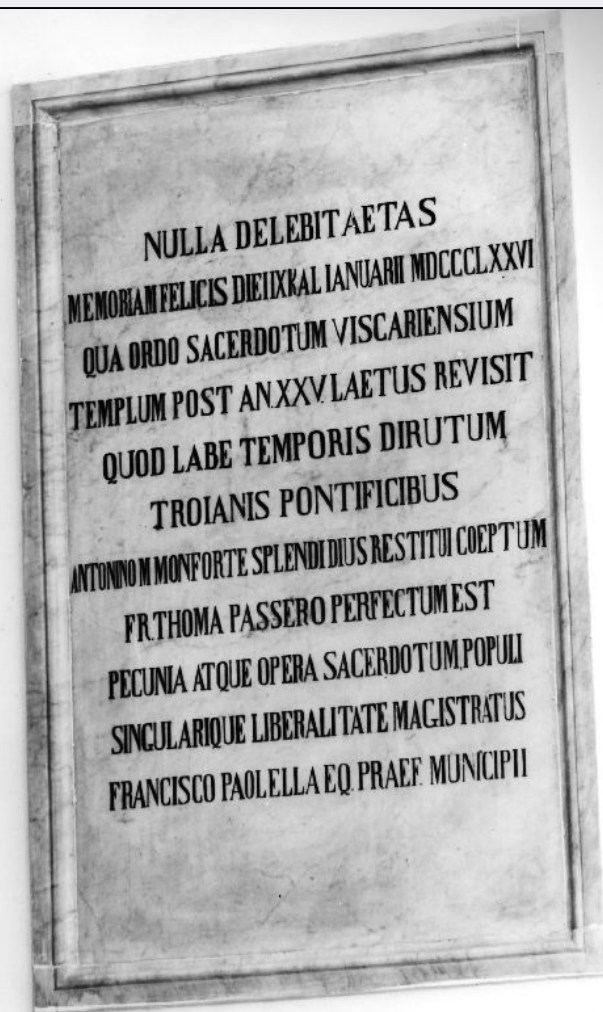 NULLA DELEBIT AETAS
MEMORIAM FELICIS DIEI IXKAL IANUARII MDCCCLXXVI
QUA ORDO SACERDOTUM VISCARIENSIUM
TEMPLUM POST AN.XXV. LAETUS REVISIT
QUOD LABE TEMPORIS DIRUTUM
TROIANIS PONTIFICIBUS
ANTONINO M MONFORTE SPLENDIDIUS RESTITUI COEPTUM
FR.THOMA PASSERO PERFECTUM EST
PECUNIA ATQUE OPERA SACERDOTUM,POPULI
SINGULARIQUE LIBERALITATE MAGISTRATUS
FRANCISCO PAOLELLA EQ. PRAEF. MUNICIPII